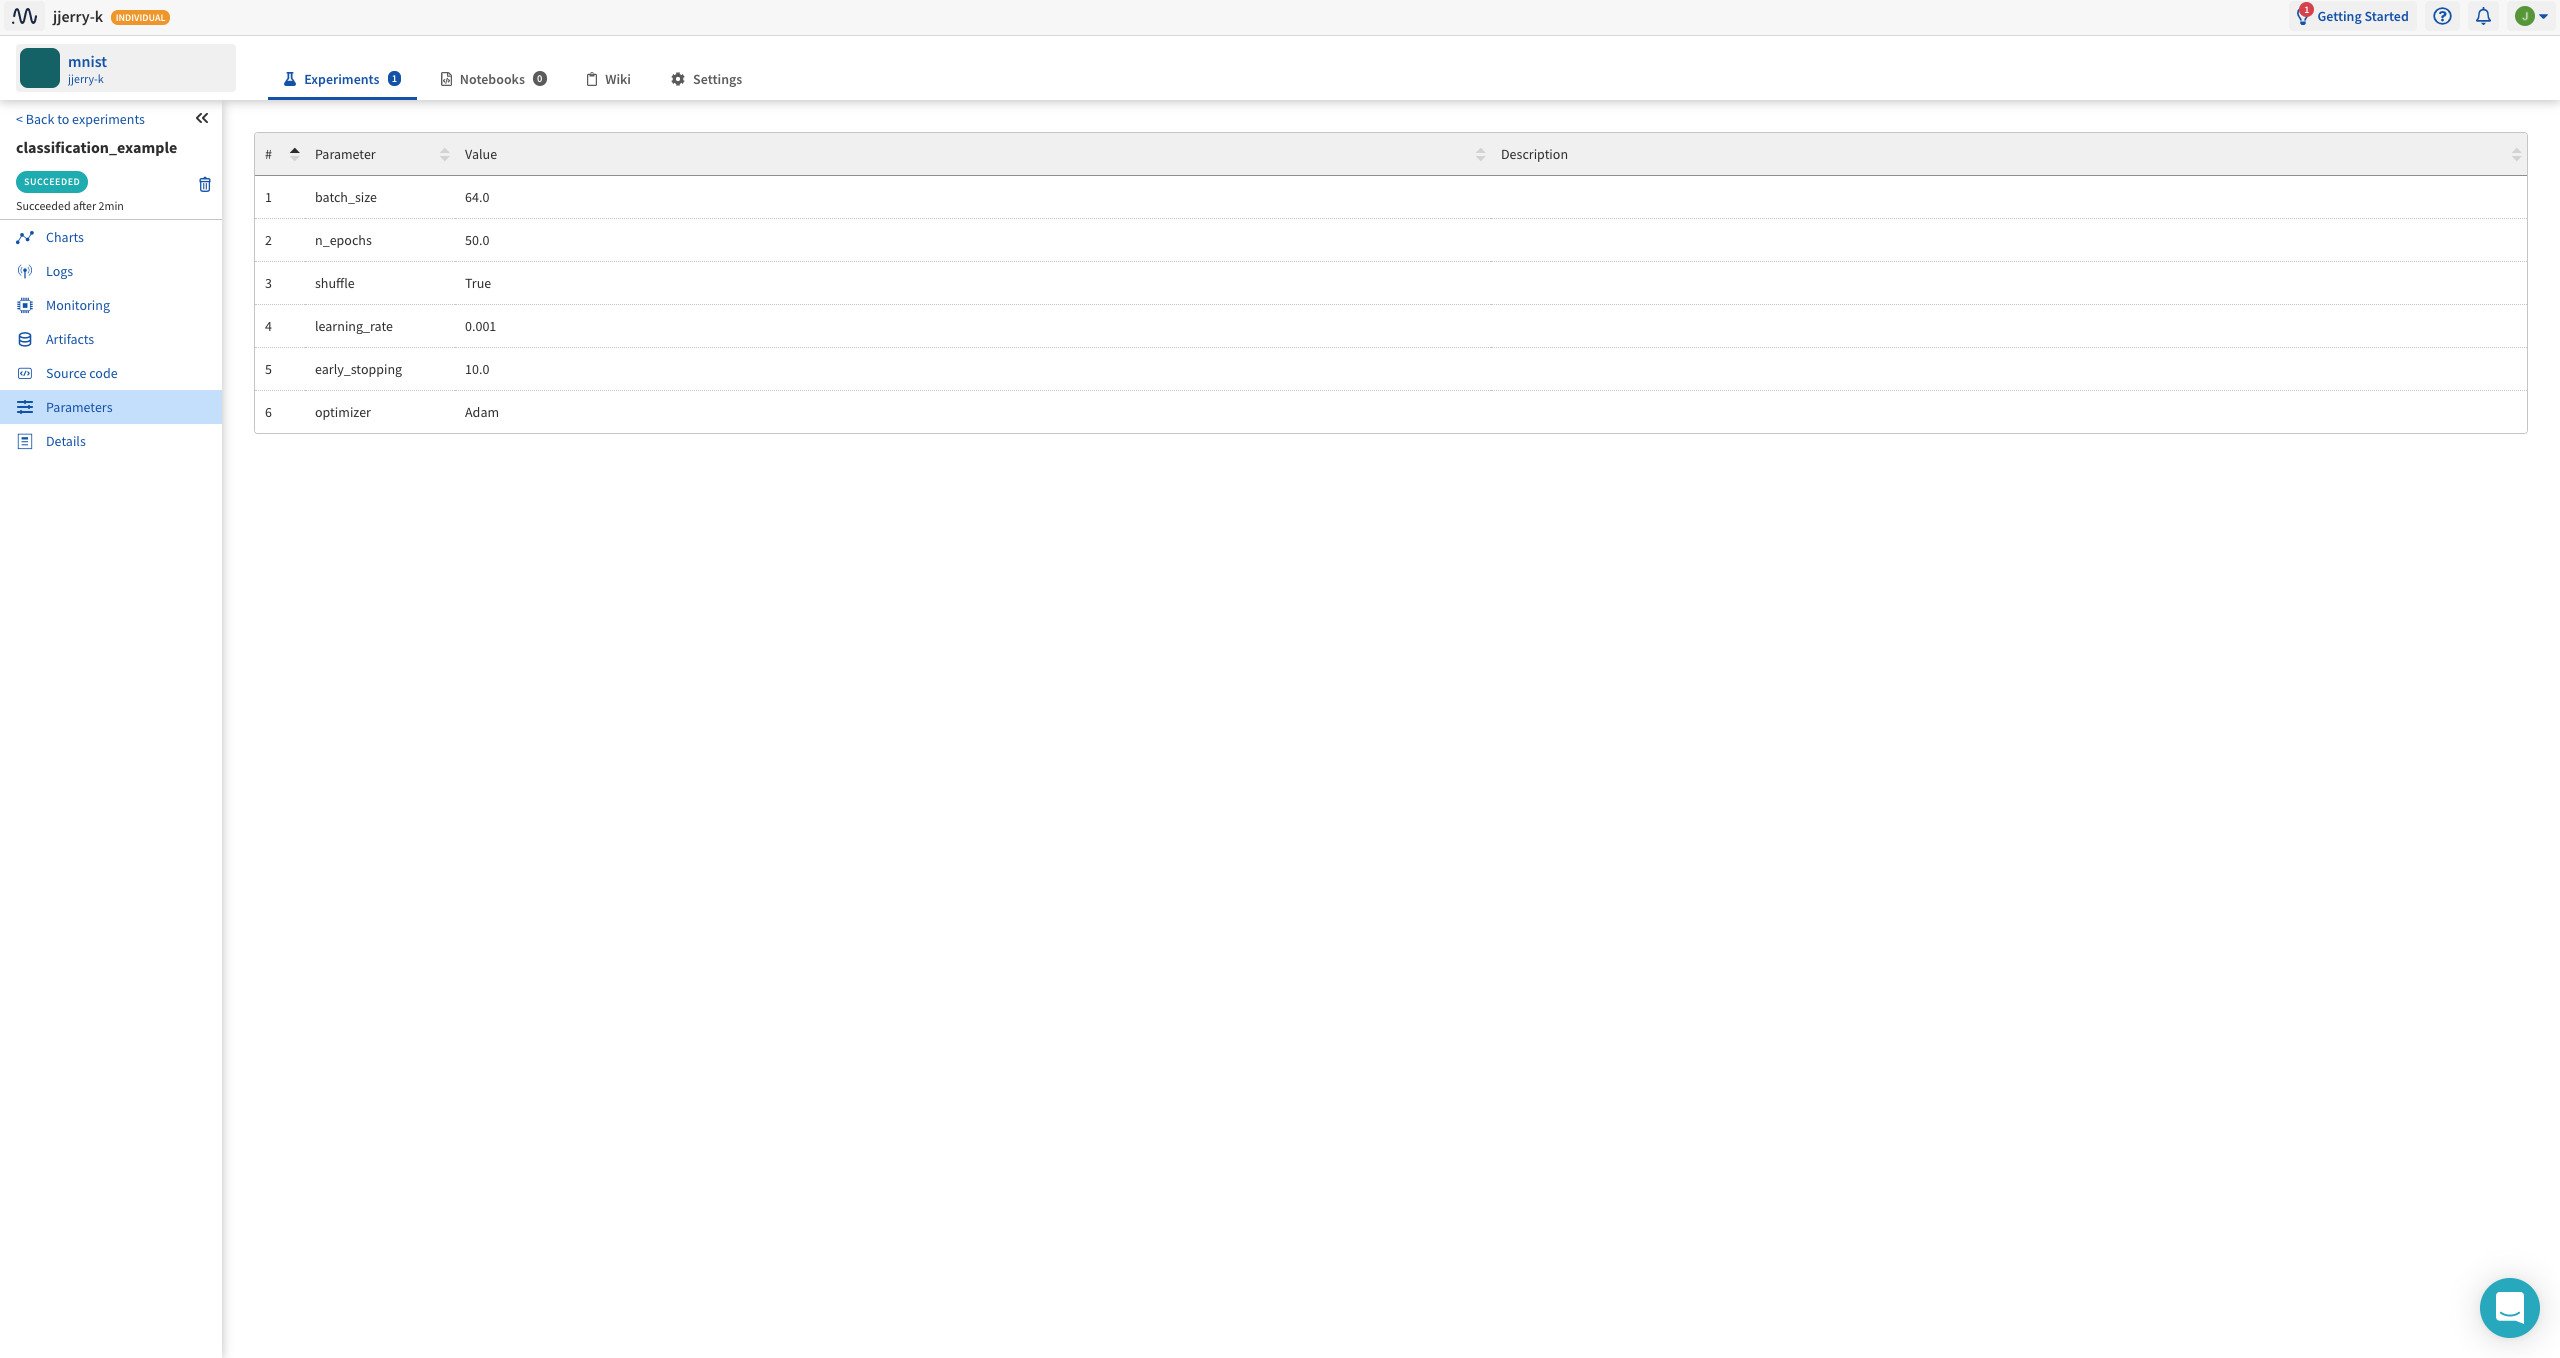 jjerry-k INDIVIDUAL 1 Getting Started ? J
mnist
jjerry-k
Experiments 1 Notebooks 0 Wiki Settings
< Back to experiments
classification_example
SUCCEEDED
Succeeded after 2min
Charts
Logs
Monitoring
Artifacts
Source code
Parameters
Details
# Parameter Value Description
1 batch_size 64.0
2 n_epochs 50.0
3 shuffle True
4 learning_rate 0.001
5 early_stopping 10.0
6 optimizer Adam